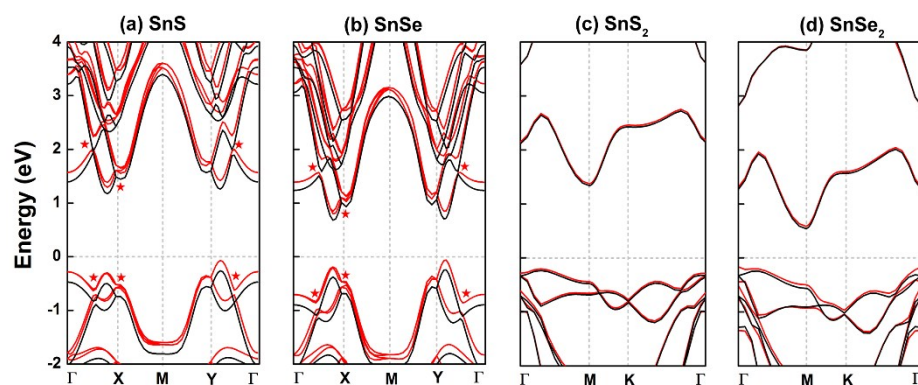 (a) SnS
(b) SnSe
(c) SnS₂
(d) SnSe₂
Energy (eV)
4
3
2
1
0
-1
-2
Γ X M Y Γ
Γ X M Y Γ
Γ M K Γ
Γ M K Γ